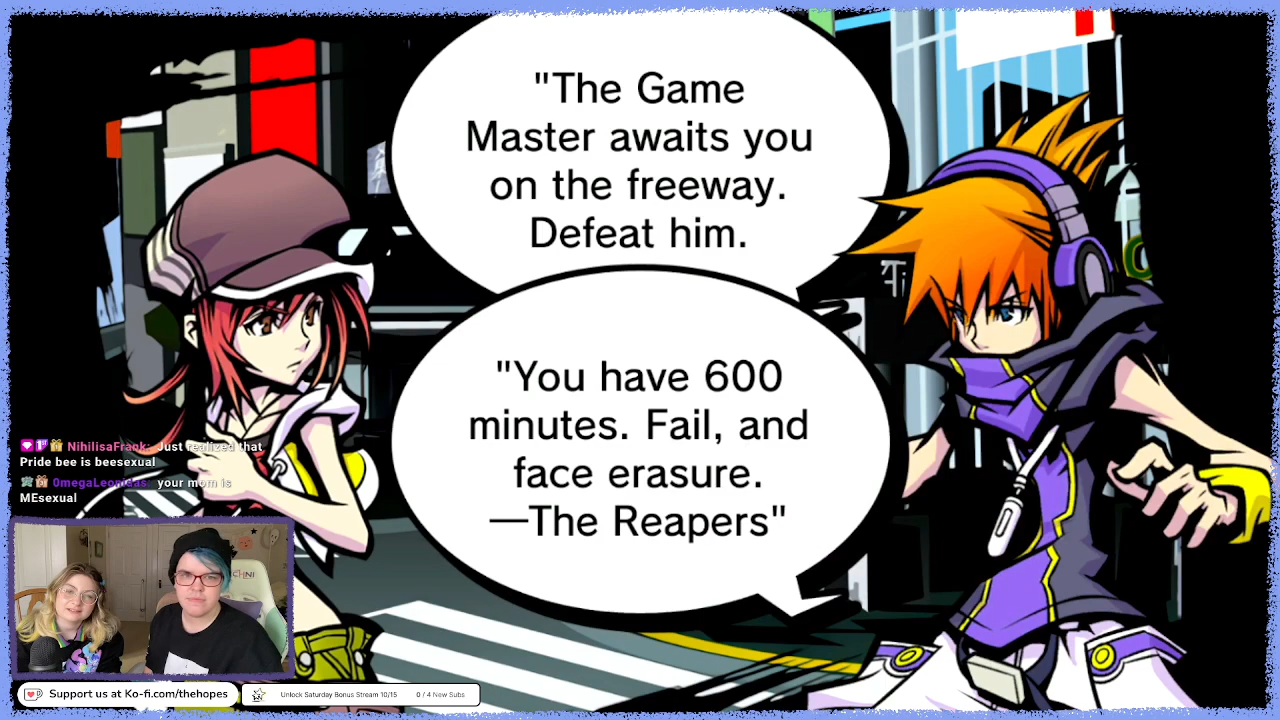 "The Game
Master awaits you
on the freeway.
Defeat him.
"You have 600
minutes. Fail, and
face erasure.
—The Reapers"
NihilisaFrank: Just realized that
Pride bee is beesexual
OmegaLeonidas: your mom is
MEsexual
Support us at Ko-fi.com/thehopes
Unlock Saturday Bonus Stream 10/15 0 / 4 New Subs